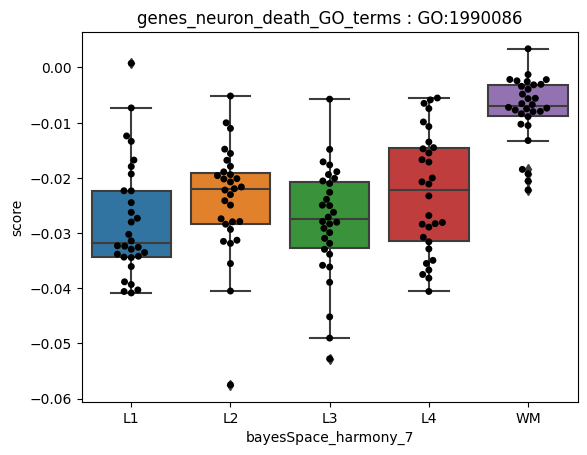 genes_neuron_death_GO_terms : GO:1990086
0.00
−0.01
−0.02
−0.03
−0.04
−0.05
−0.06
score
L1 L2 L3 L4 WM
bayesSpace_harmony_7